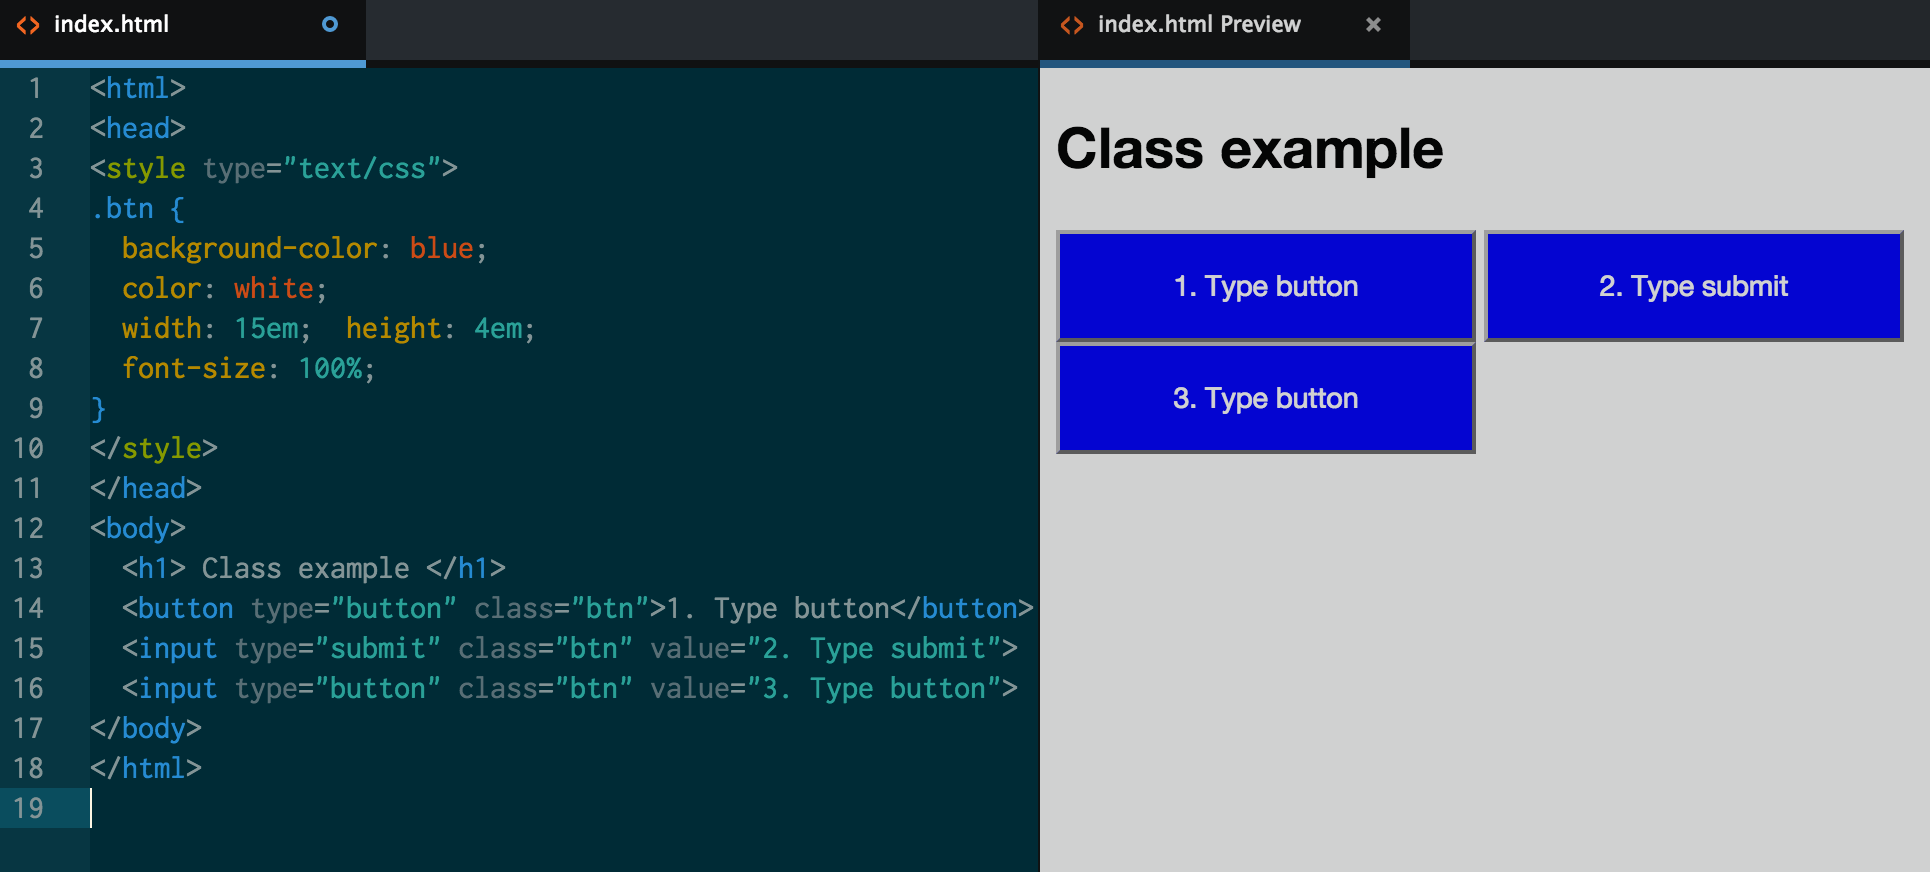 index.html
1 <html>
2 <head>
3 <style type="text/css">
4 .btn {
5   background-color: blue;
6   color: white;
7   width: 15em;  height: 4em;
8   font-size: 100%;
9 }
10 </style>
11 </head>
12 <body>
13   <h1> Class example </h1>
14   <button type="button" class="btn">1. Type button</button>
15   <input type="submit" class="btn" value="2. Type submit">
16   <input type="button" class="btn" value="3. Type button">
17 </body>
18 </html>
19
index.html Preview
Class example
1. Type button
2. Type submit
3. Type button